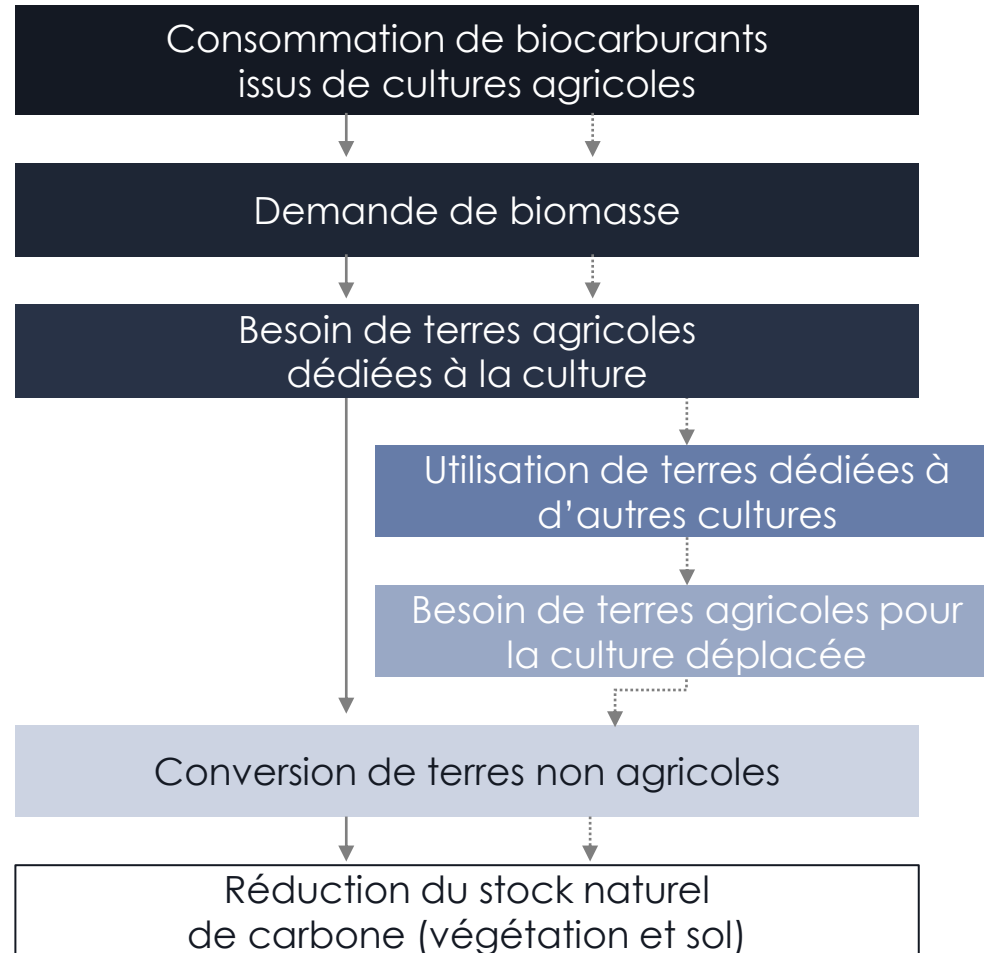 Consommation de biocarburants
issus de cultures agricoles
Demande de biomasse
Besoin de terres agricoles
dédiées à la culture
Utilisation de terres dédiées à
d’autres cultures
Besoin de terres agricoles pour
la culture déplacée
Conversion de terres non agricoles
Réduction du stock naturel
de carbone (végétation et sol)